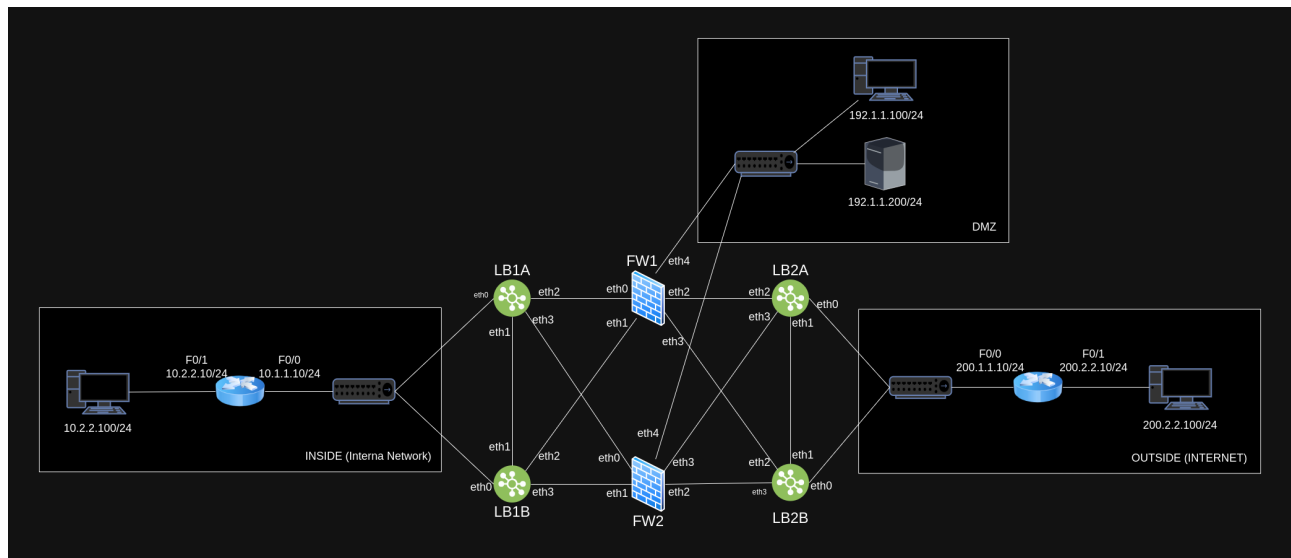 192.1.1.100/24
192.1.1.200/24
DMZ
FW1
eth4
LB1A
LB2A
eth0
eth2
eth0
eth2
eth2
eth0
eth3
eth3
eth1
eth1
eth1
eth3
F0/1
10.2.2.10/24
F0/0
10.1.1.10/24
F0/0
200.1.1.10/24
F0/1
200.2.2.10/24
10.2.2.100/24
200.2.2.100/24
INSIDE (Interna Network)
OUTSIDE (INTERNET)
eth4
eth1
eth2
eth0
eth3
eth2
eth1
eth0
eth3
eth1
eth2
eth3
eth0
LB1B
FW2
LB2B